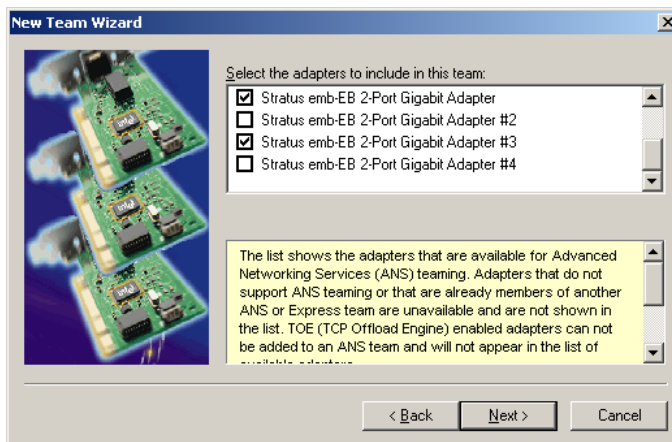 New Team Wizard
Select the adapters to include in this team:
Stratus emb-EB 2-Port Gigabit Adapter
Stratus emb-EB 2-Port Gigabit Adapter #2
Stratus emb-EB 2-Port Gigabit Adapter #3
Stratus emb-EB 2-Port Gigabit Adapter #4
The list shows the adapters that are available for Advanced
Networking Services (ANS) teaming. Adapters that do not
support ANS teaming or that are already members of another
ANS or Express team are unavailable and are not shown in
the list. TOE (TCP Offload Engine) enabled adapters can not
be added to an ANS team and will not appear in the list of
available adapters.
intel
intel
intel
< Back
Next >
Cancel